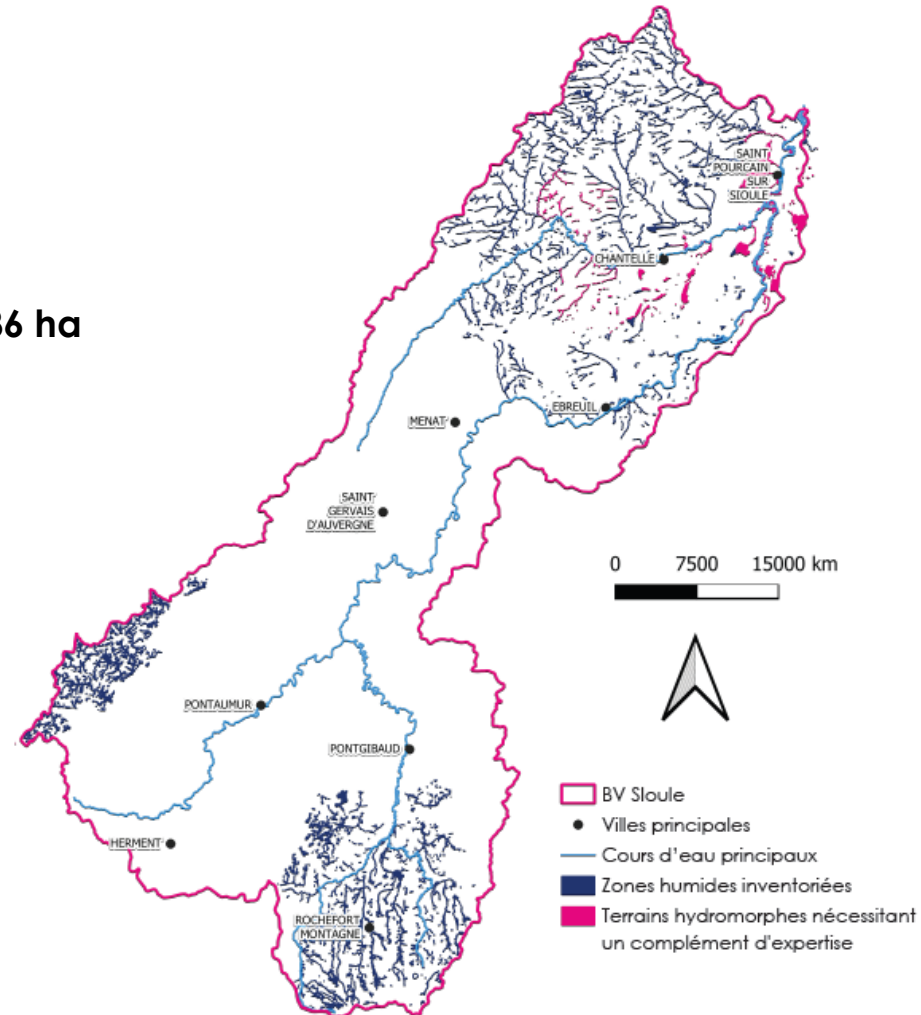 SAINT
POURCAIN
SUR
SIOULE
CHANTELLE
36 ha
EBREUIL
MENAT
SAINT
GERVAIS
D'AUVERGNE
0 7500 15000 km
PONTAUMUR
PONTGIBAUD
BV Sioule
Villes principales
HERMENT
Cours d'eau principaux
Zones humides inventoriées
ROCHEFORT
MONTAGNE
Terrains hydromorphes nécessitant
un complément d'expertise